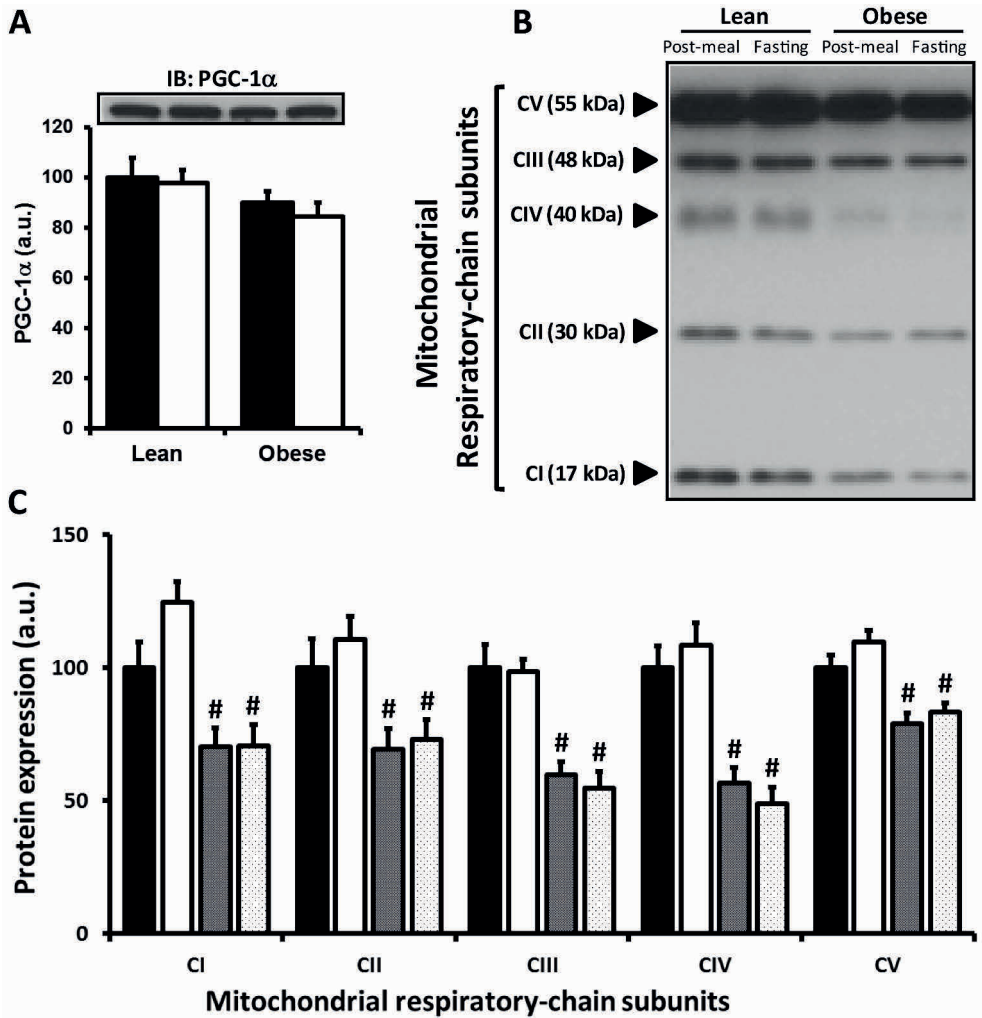 A
IB: PGC-1α
120
100
80
60
40
20
0
PGC-1α (a.u.)
Lean
Obese
B
Lean Obese
Post-meal Fasting Post-meal Fasting
Mitochondrial
Respiratory-chain subunits
CV (55 kDa)
CIII (48 kDa)
CIV (40 kDa)
CII (30 kDa)
CI (17 kDa)
C
150
100
50
0
Protein expression (a.u.)
# # # # # # # # # #
CI CII CIII CIV CV
Mitochondrial respiratory-chain subunits